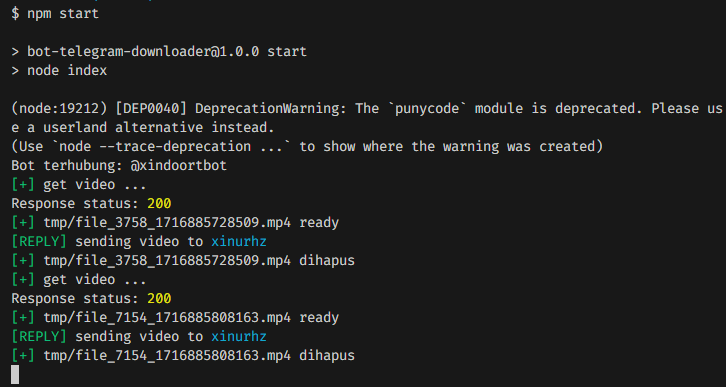 $ npm start
> bot-telegram-downloader@1.0.0 start
> node index
(node:19212) [DEP0040] DeprecationWarning: The `punycode` module is deprecated. Please us
e a userland alternative instead.
(Use `node --trace-deprecation ...` to show where the warning was created)
Bot terhubung: @xindoortbot
[+] get video ...
Response status: 200
[+] tmp/file_3758_1716885728509.mp4 ready
[REPLY] sending video to xinurhz
[+] tmp/file_3758_1716885728509.mp4 dihapus
[+] get video ...
Response status: 200
[+] tmp/file_7154_1716885808163.mp4 ready
[REPLY] sending video to xinurhz
[+] tmp/file_7154_1716885808163.mp4 dihapus